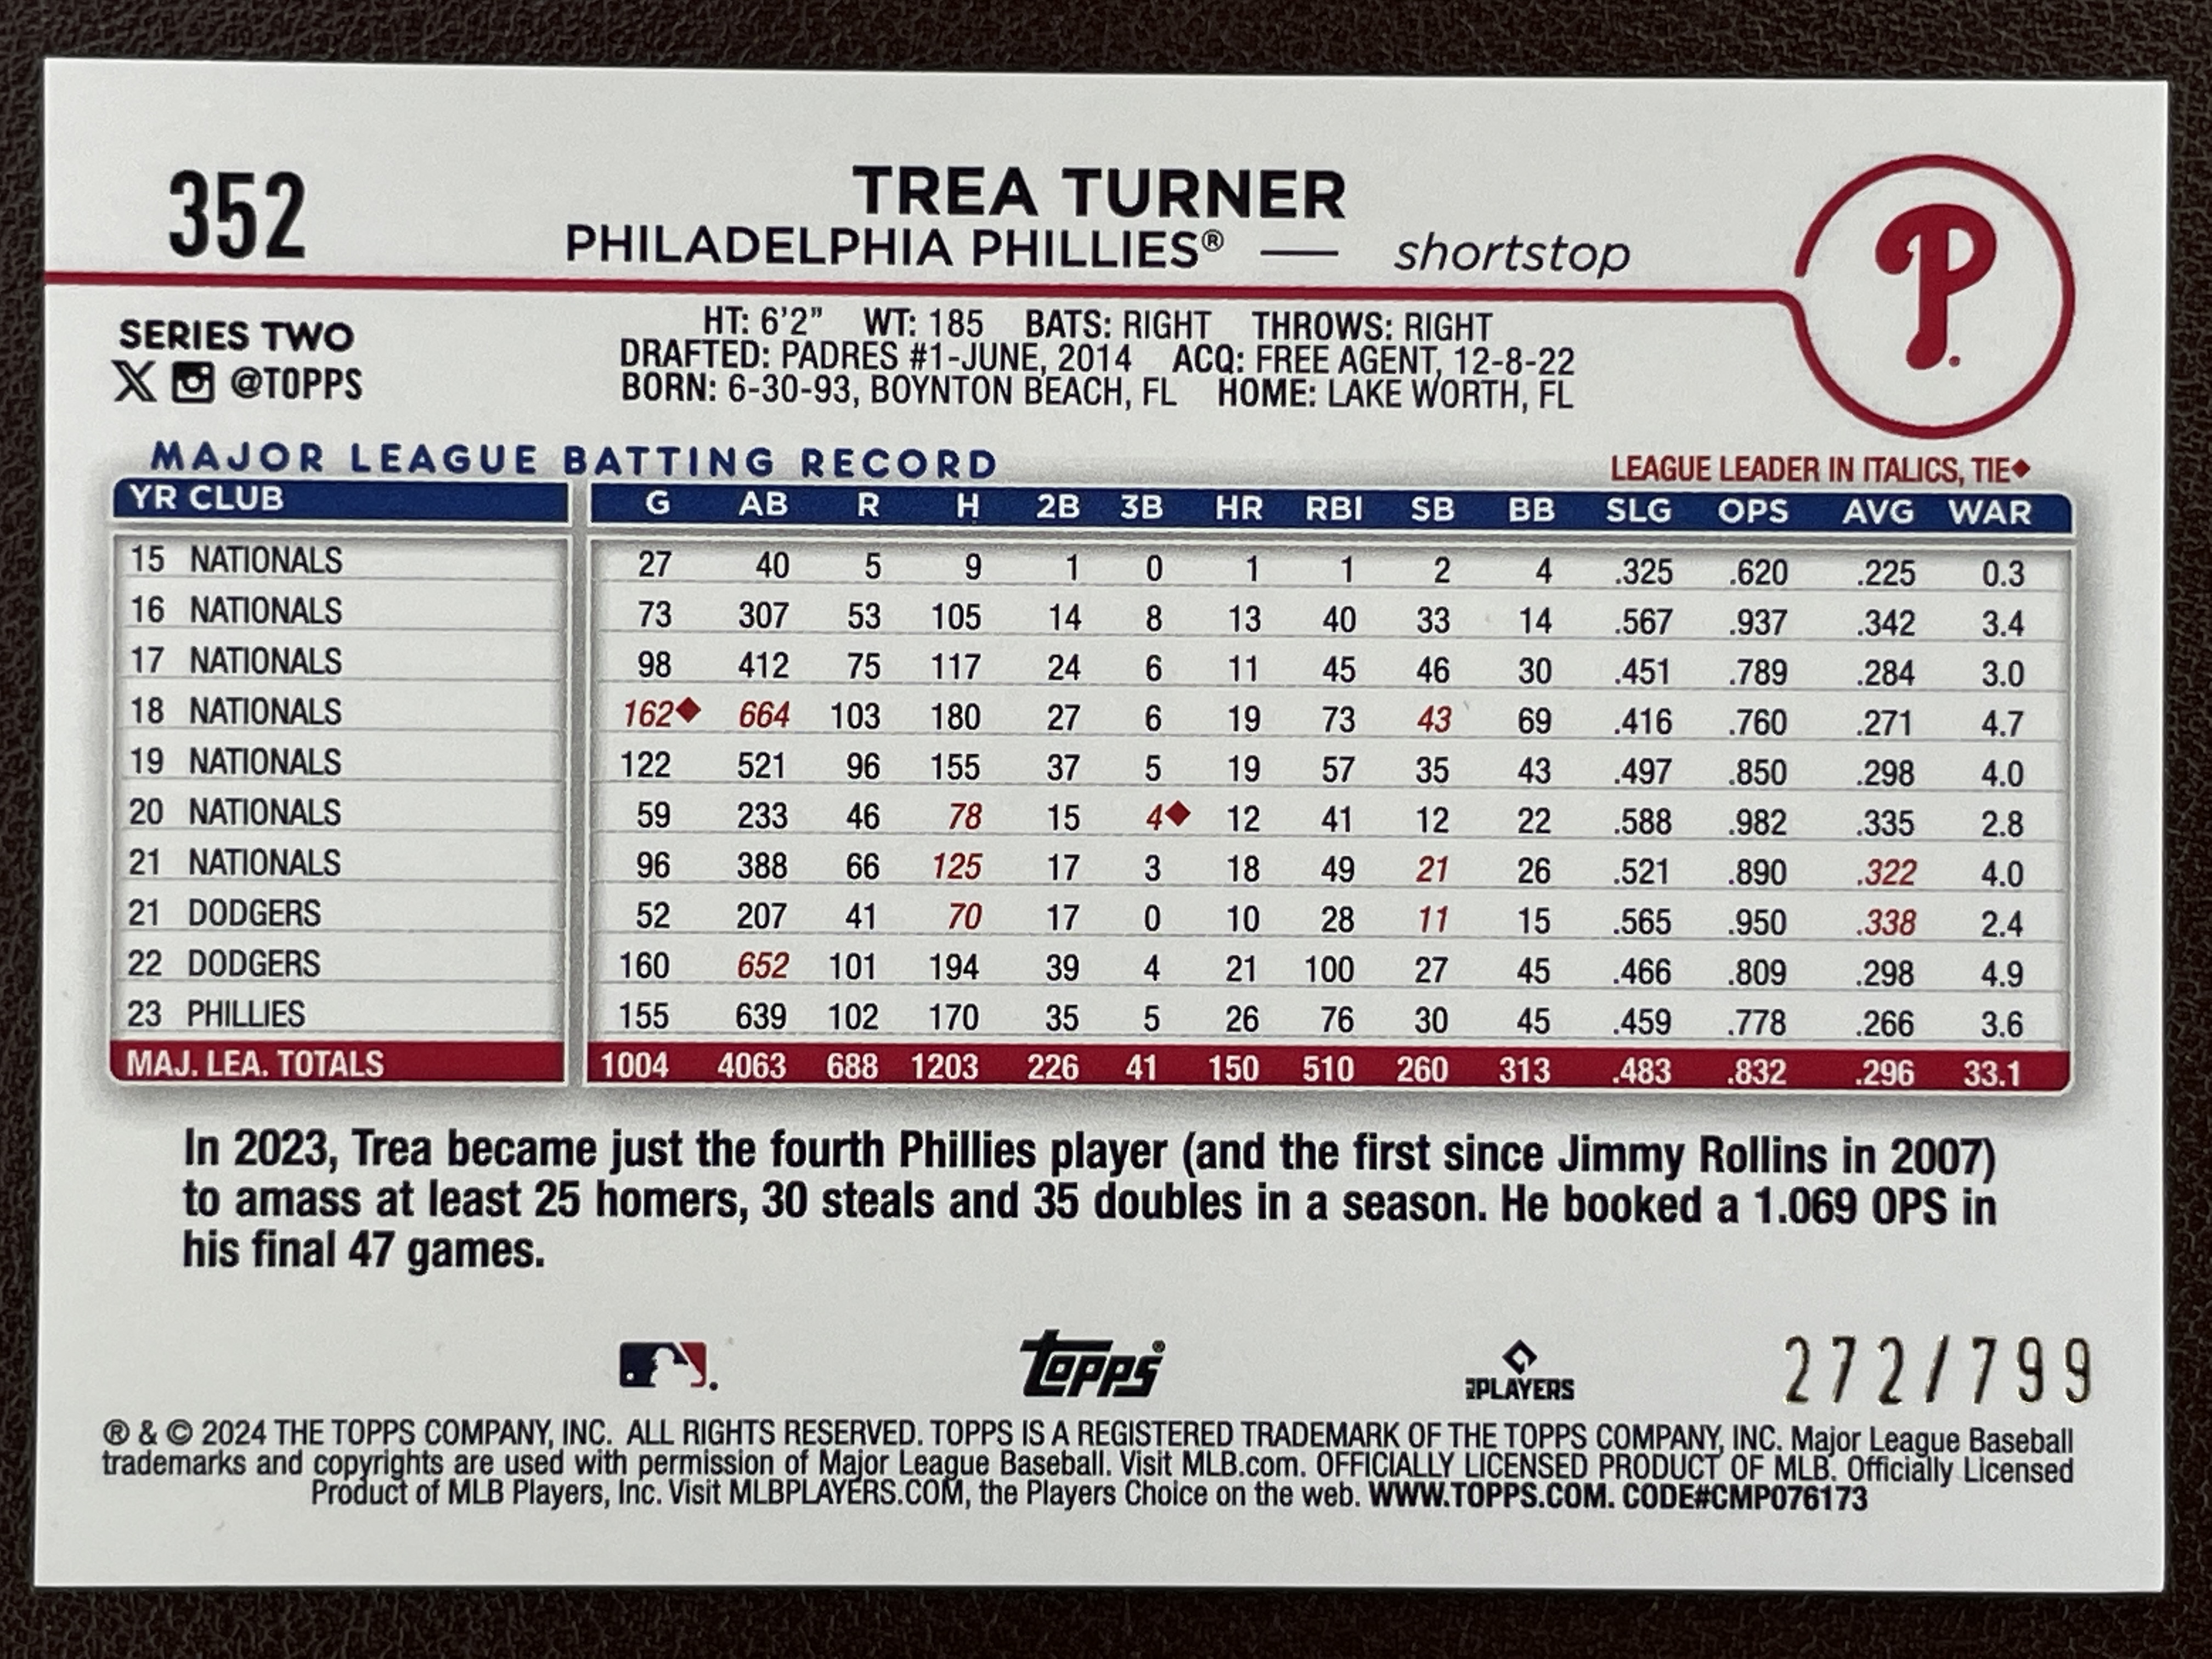 352
TREA TURNER
PHILADELPHIA PHILLIES® — shortstop
P
SERIES TWO
X @TOPPS
HT: 6'2" WT: 185 BATS: RIGHT THROWS: RIGHT
DRAFTED: PADRES #1-JUNE, 2014 ACQ: FREE AGENT, 12-8-22
BORN: 6-30-93, BOYNTON BEACH, FL HOME: LAKE WORTH, FL
MAJOR LEAGUE BATTING RECORD
LEAGUE LEADER IN ITALICS, TIE◆
YR CLUB G AB R H 2B 3B HR RBI SB BB SLG OPS AVG WAR
15 NATIONALS 27 40 5 9 1 0 1 1 2 4 .325 .620 .225 0.3
16 NATIONALS 73 307 53 105 14 8 13 40 33 14 .567 .937 .342 3.4
17 NATIONALS 98 412 75 117 24 6 11 45 46 30 .451 .789 .284 3.0
18 NATIONALS 162◆ 664 103 180 27 6 19 73 43 69 .416 .760 .271 4.7
19 NATIONALS 122 521 96 155 37 5 19 57 35 43 .497 .850 .298 4.0
20 NATIONALS 59 233 46 78 15 4◆ 12 41 12 22 .588 .982 .335 2.8
21 NATIONALS 96 388 66 125 17 3 18 49 21 26 .521 .890 .322 4.0
21 DODGERS 52 207 41 70 17 0 10 28 11 15 .565 .950 .338 2.4
22 DODGERS 160 652 101 194 39 4 21 100 27 45 .466 .809 .298 4.9
23 PHILLIES 155 639 102 170 35 5 26 76 30 45 .459 .778 .266 3.6
MAJ. LEA. TOTALS 1004 4063 688 1203 226 41 150 510 260 313 .483 .832 .296 33.1
In 2023, Trea became just the fourth Phillies player (and the first since Jimmy Rollins in 2007)
to amass at least 25 homers, 30 steals and 35 doubles in a season. He booked a 1.069 OPS in
his final 47 games.
topps®
MLBPLAYERS
272/799
® & © 2024 THE TOPPS COMPANY, INC. ALL RIGHTS RESERVED. TOPPS IS A REGISTERED TRADEMARK OF THE TOPPS COMPANY, INC. Major League Baseball
trademarks and copyrights are used with permission of Major League Baseball. Visit MLB.com. OFFICIALLY LICENSED PRODUCT OF MLB. Officially Licensed
Product of MLB Players, Inc. Visit MLBPLAYERS.COM, the Players Choice on the web. WWW.TOPPS.COM. CODE#CMP076173